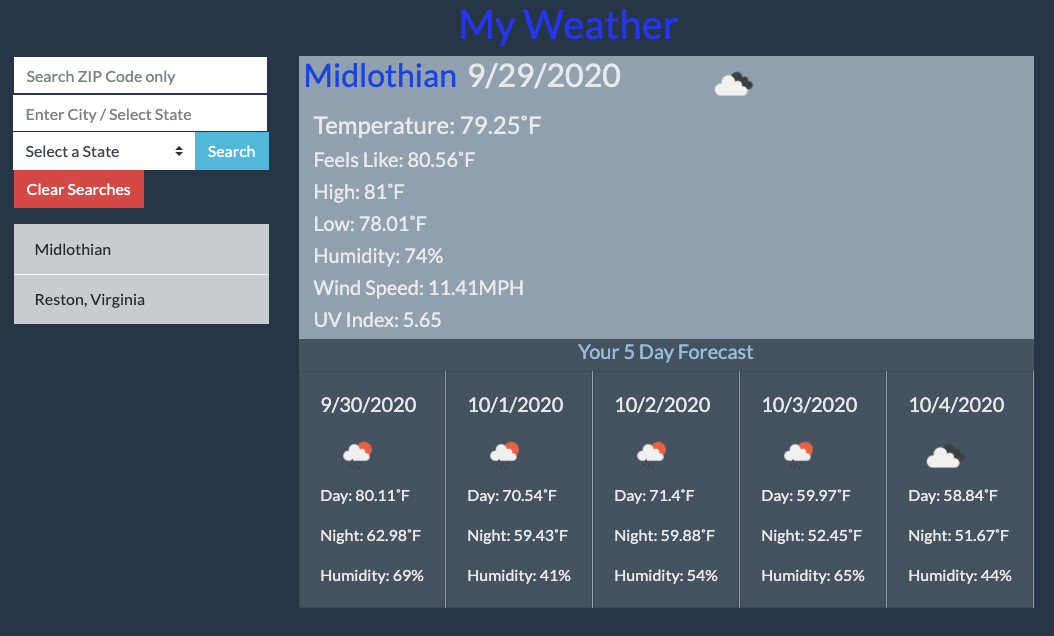 My Weather
Search ZIP Code only
Enter City / Select State
Select a State
Search
Clear Searches
Midlothian
Reston, Virginia
Midlothian 9/29/2020
Temperature: 79.25˚F
Feels Like: 80.56˚F
High: 81˚F
Low: 78.01˚F
Humidity: 74%
Wind Speed: 11.41MPH
UV Index: 5.65
Your 5 Day Forecast
9/30/2020
Day: 80.11˚F
Night: 62.98˚F
Humidity: 69%
10/1/2020
Day: 70.54˚F
Night: 59.43˚F
Humidity: 41%
10/2/2020
Day: 71.4˚F
Night: 59.88˚F
Humidity: 54%
10/3/2020
Day: 59.97˚F
Night: 52.45˚F
Humidity: 65%
10/4/2020
Day: 58.84˚F
Night: 51.67˚F
Humidity: 44%